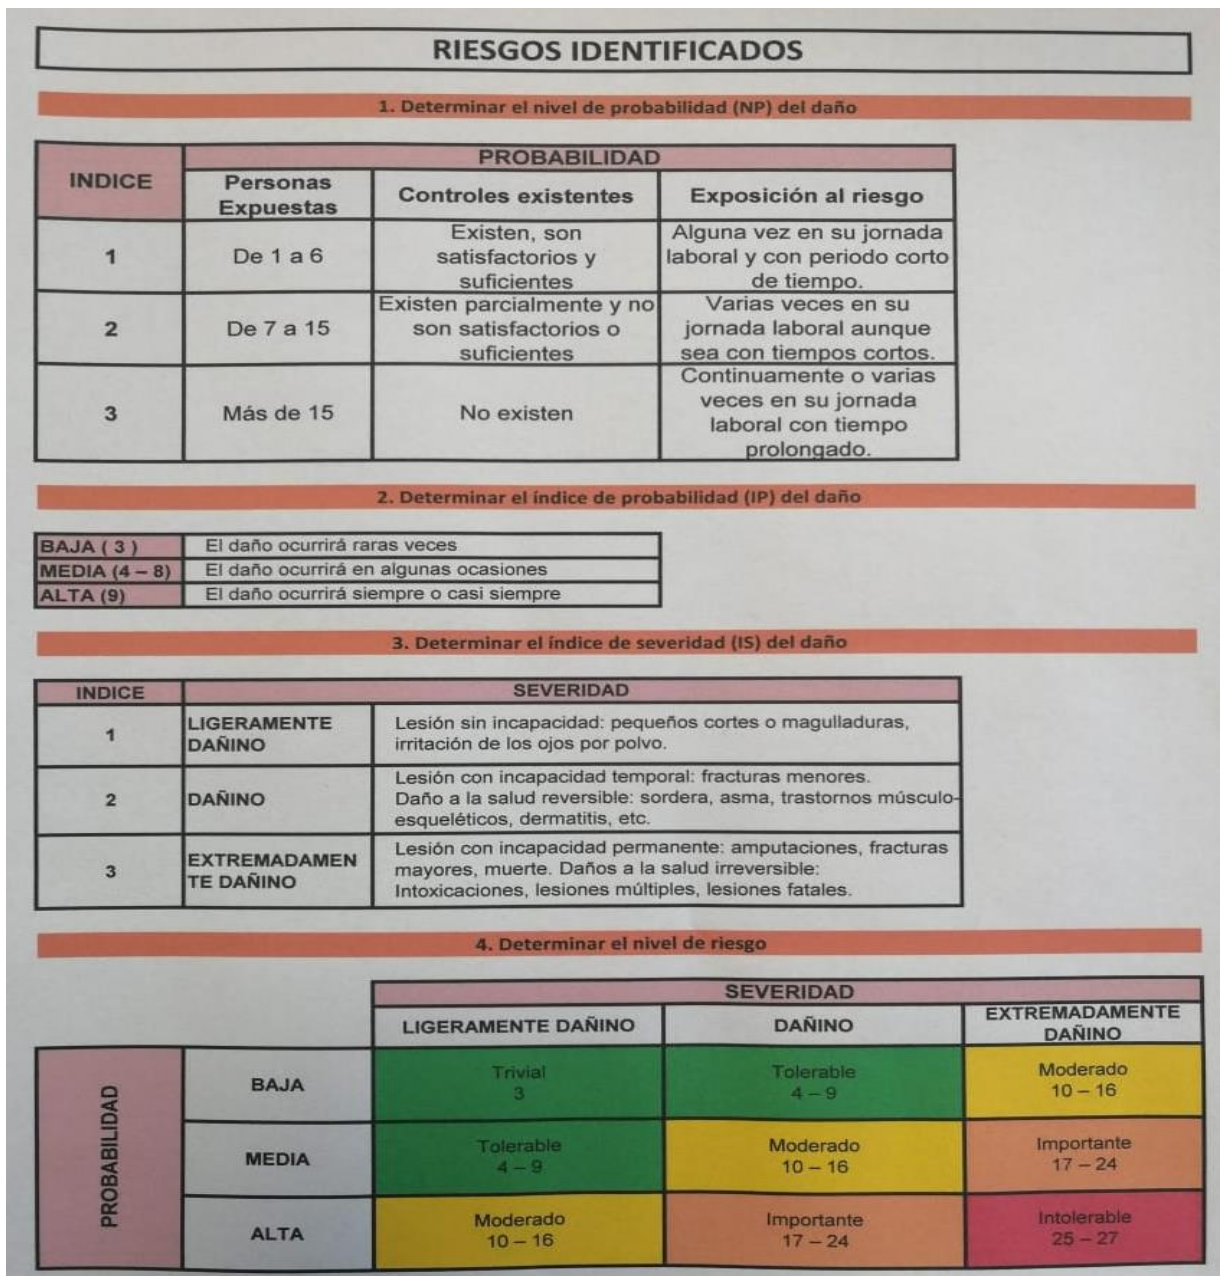 RIESGOS IDENTIFICADOS
1. Determinar el nivel de probabilidad (NP) del daño
INDICE
PROBABILIDAD
Personas
Expuestas
Controles existentes
Exposición al riesgo
1
De 1 a 6
Existen, son
satisfactorios y
suficientes
Alguna vez en su jornada
laboral y con periodo corto
de tiempo.
2
De 7 a 15
Existen parcialmente y no
son satisfactorios o
suficientes
Varias veces en su
jornada laboral aunque
sea con tiempos cortos.
3
Más de 15
No existen
Continuamente o varias
veces en su jornada
laboral con tiempo
prolongado.
2. Determinar el índice de probabilidad (IP) del daño
BAJA ( 3 )
El daño ocurrirá raras veces
MEDIA (4 – 8)
El daño ocurrirá en algunas ocasiones
ALTA (9)
El daño ocurrirá siempre o casi siempre
3. Determinar el índice de severidad (IS) del daño
INDICE
SEVERIDAD
1
LIGERAMENTE
DAÑINO
Lesión sin incapacidad: pequeños cortes o magulladuras,
irritación de los ojos por polvo.
2
DAÑINO
Lesión con incapacidad temporal: fracturas menores.
Daño a la salud reversible: sordera, asma, trastornos músculo-
esqueléticos, dermatitis, etc.
3
EXTREMADAMEN
TE DAÑINO
Lesión con incapacidad permanente: amputaciones, fracturas
mayores, muerte. Daños a la salud irreversible:
Intoxicaciones, lesiones múltiples, lesiones fatales.
4. Determinar el nivel de riesgo
SEVERIDAD
LIGERAMENTE DAÑINO
DAÑINO
EXTREMADAMENTE
DAÑINO
PROBABILIDAD
BAJA
Trivial
3
Tolerable
4 – 9
Moderado
10 – 16
MEDIA
Tolerable
4 – 9
Moderado
10 – 16
Importante
17 – 24
ALTA
Moderado
10 – 16
Importante
17 – 24
Intolerable
25 – 27